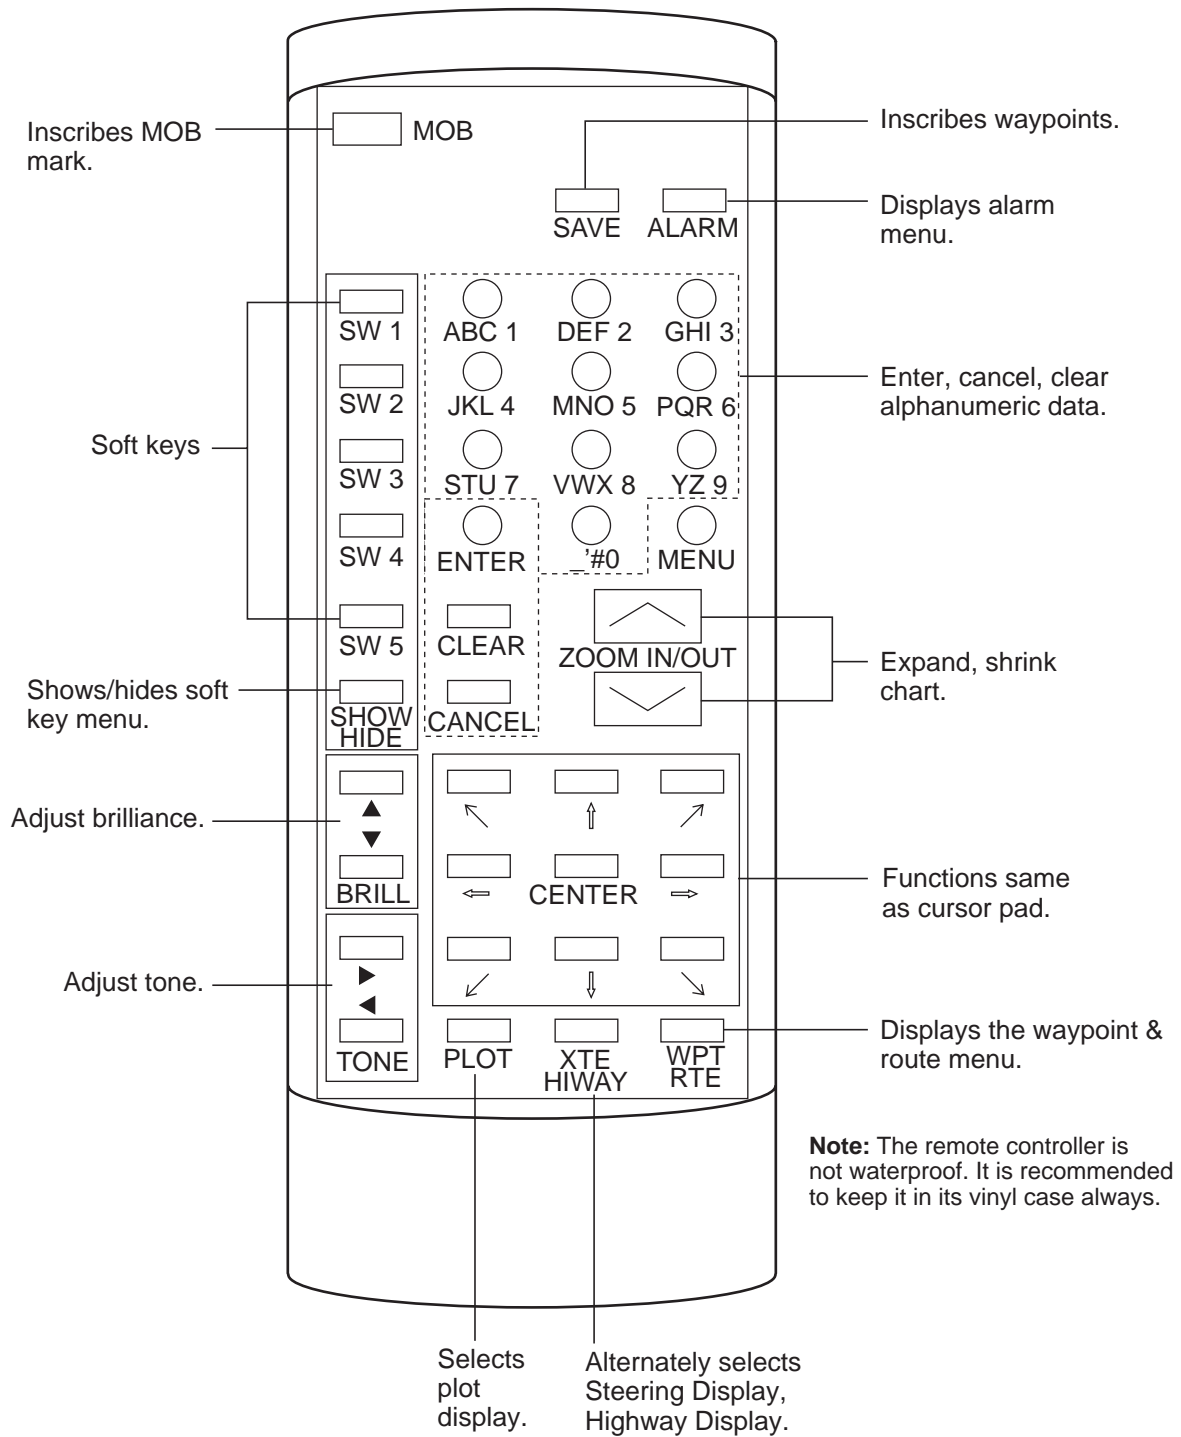 Inscribes MOB
mark.
MOB
Inscribes waypoints.
SAVE
ALARM
Displays alarm
menu.
SW 1
ABC 1
DEF 2
GHI 3
SW 2
JKL 4
MNO 5
PQR 6
Enter, cancel, clear
alphanumeric data.
Soft keys
SW 3
STU 7
VWX 8
YZ 9
SW 4
ENTER
_'#0
MENU
SW 5
CLEAR
ZOOM IN/OUT
Expand, shrink
chart.
Shows/hides soft
key menu.
SHOW
HIDE
CANCEL
Adjust brilliance.
BRILL
CENTER
Functions same
as cursor pad.
Adjust tone.
TONE
PLOT
XTE
HIWAY
WPT
RTE
Displays the waypoint &
route menu.
Note: The remote controller is
not waterproof. It is recommended
to keep it in its vinyl case always.
Selects
plot
display.
Alternately selects
Steering Display,
Highway Display.